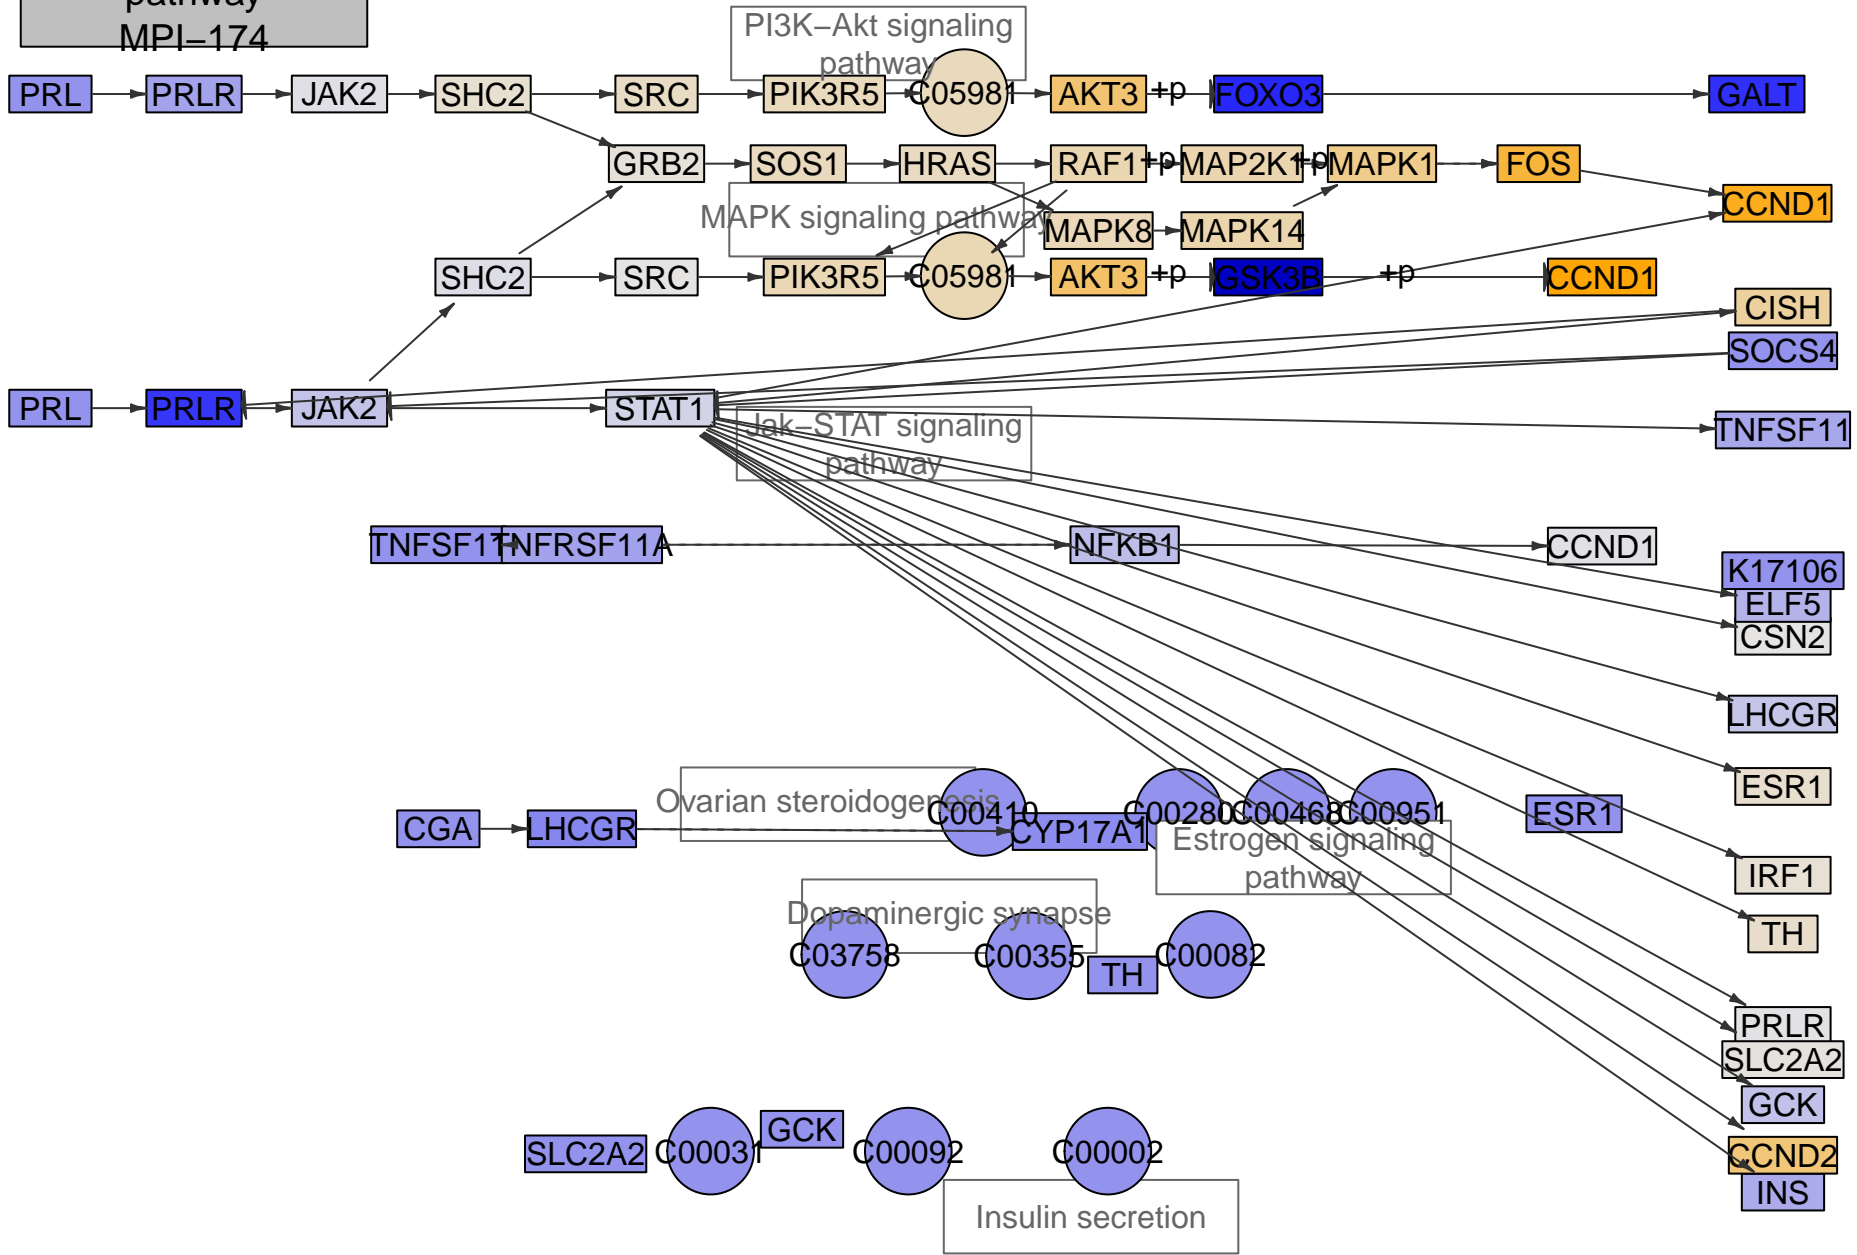 pathway
MPI−174
PI3K−Akt signaling
pathway
PRL
PRLR
JAK2
SHC2
SRC
PIK3R5
C05981
AKT3
+p
FOXO3
GALT
GRB2
SOS1
HRAS
RAF1
+p
MAP2K1
+p
MAPK1
FOS
CCND1
MAPK signaling pathway
MAPK8
MAPK14
SHC2
SRC
PIK3R5
C05981
AKT3
+p
GSK3B
+p
CCND1
CISH
SOCS4
PRL
PRLR
JAK2
STAT1
Jak−STAT signaling
pathway
TNFSF11
TNFSF11
TNFRSF11A
NFKB1
CCND1
K17106
ELF5
CSN2
LHCGR
ESR1
Ovarian steroidogenesis
C00410
C00280
C00468
C00951
ESR1
CGA
LHCGR
CYP17A1
Estrogen signaling
pathway
IRF1
Dopaminergic synapse
TH
C03758
C00355
TH
C00082
PRLR
SLC2A2
GCK
GCK
SLC2A2
C00031
C00092
C00002
CCND2
INS
Insulin secretion